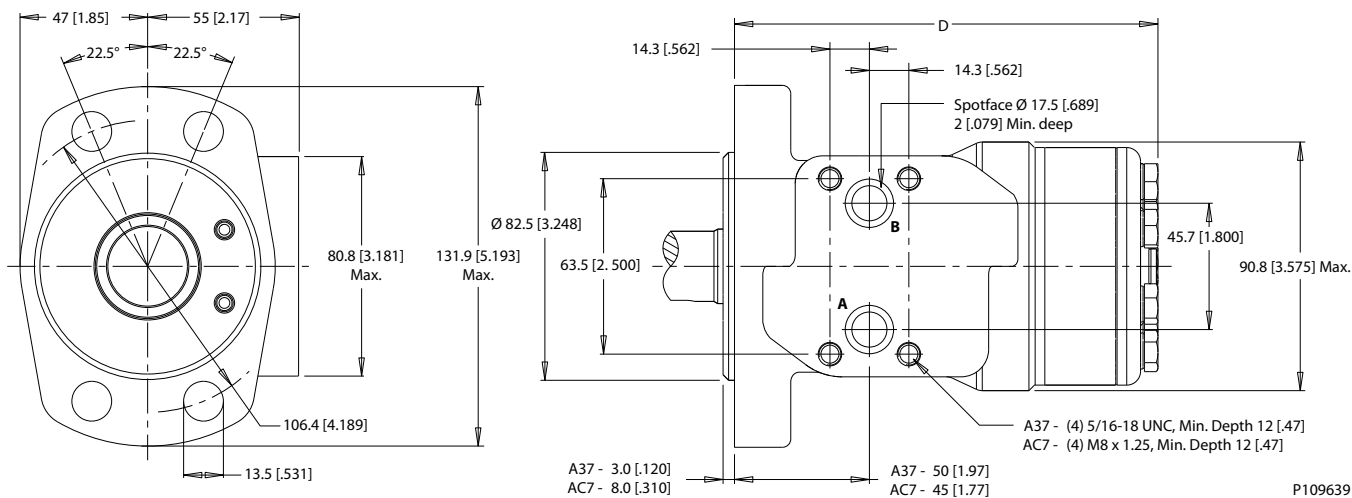 47 [1.85]
55 [2.17]
22.5°
22.5°
80.8 [3.181]
Max.
131.9 [5.193]
Max.
106.4 [4.189]
13.5 [.531]
D
14.3 [.562]
14.3 [.562]
Spotface Ø 17.5 [.689]
2 [.079] Min. deep
Ø 82.5 [3.248]
63.5 [2. 500]
B
A
45.7 [1.800]
90.8 [3.575] Max.
A37 - (4) 5/16-18 UNC, Min. Depth 12 [.47]
AC7 - (4) M8 x 1.25, Min. Depth 12 [.47]
A37 - 3.0 [.120]
AC7 - 8.0 [.310]
A37 - 50 [1.97]
AC7 - 45 [1.77]
P109639